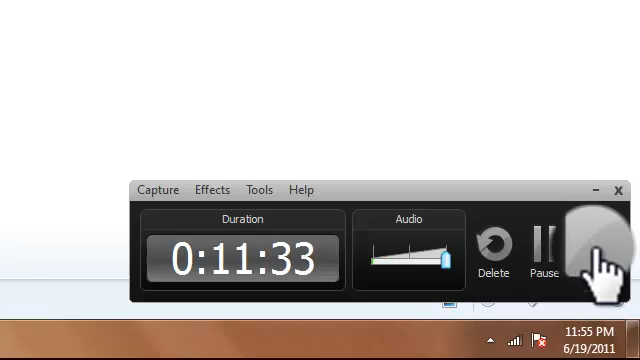 Capture Effects Tools Help
Duration Audio
0:11:33
Delete Pause
11:55 PM
6/19/2011